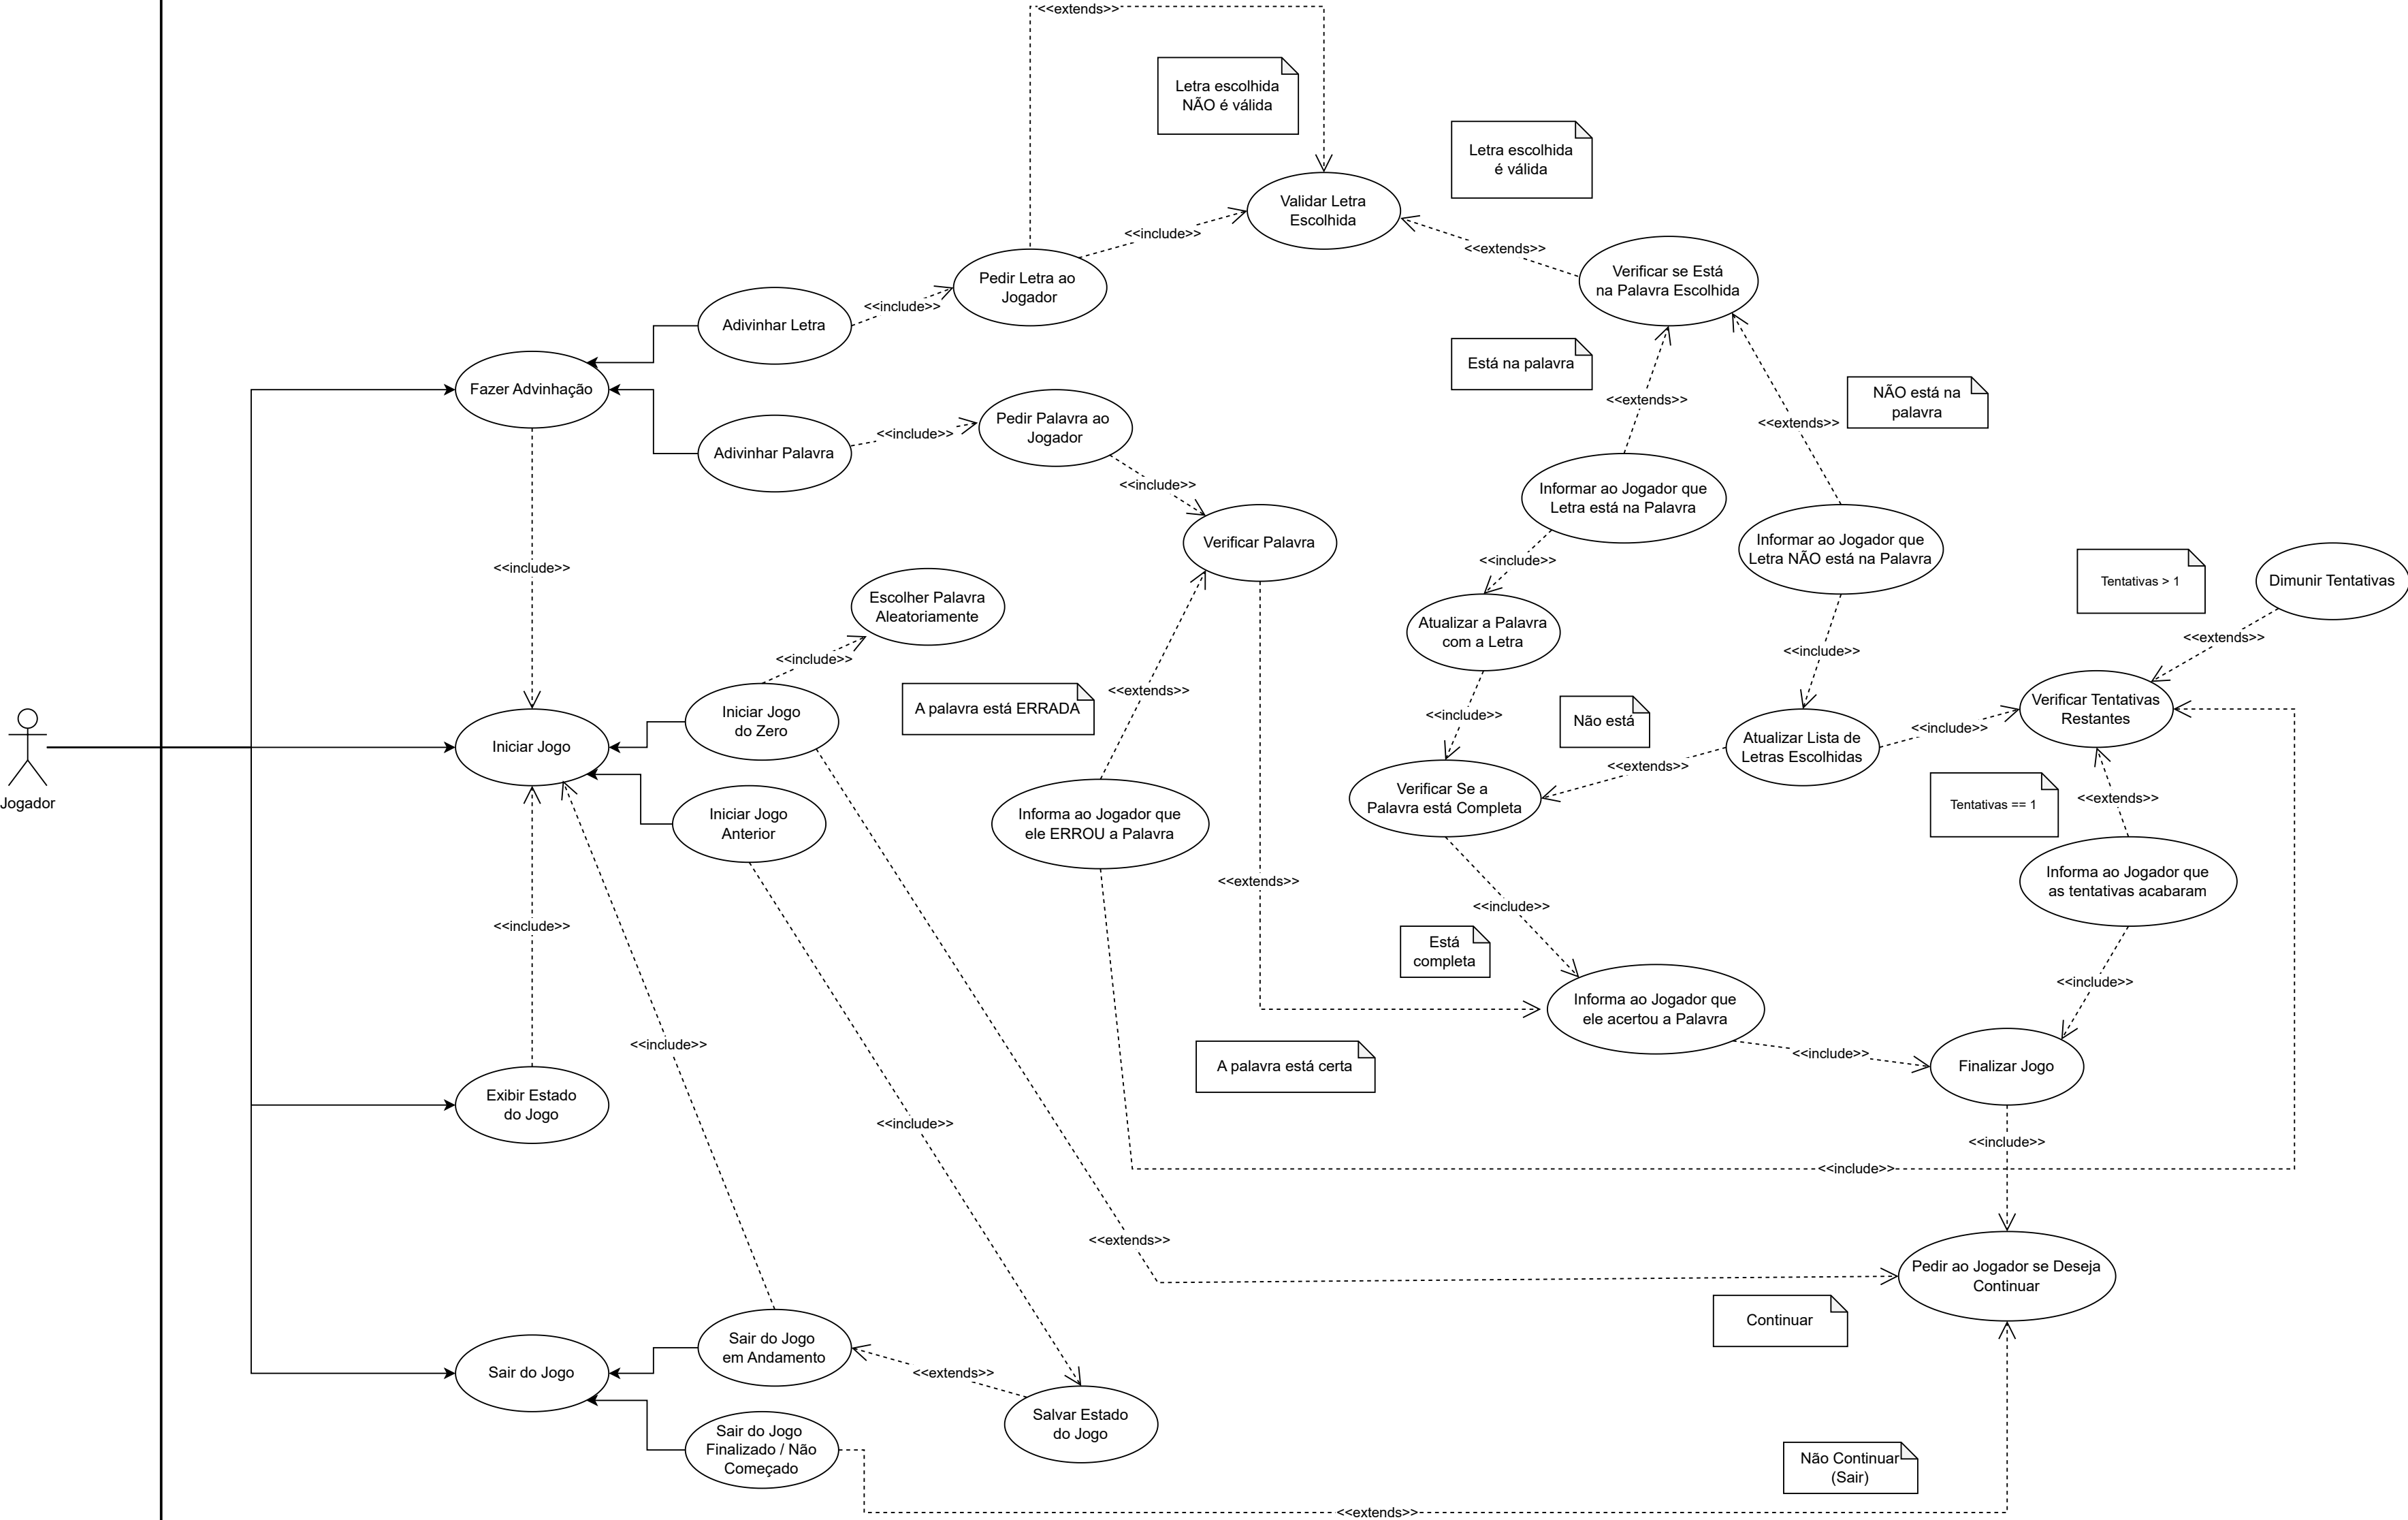 <<extends>>
Letra escolhida
NÃO é válida
Letra escolhida
é válida
Validar Letra
Escolhida
<<include>>
<<extends>>
Verificar se Está
na Palavra Escolhida
Pedir Letra ao
Jogador
<<include>>
Adivinhar Letra
Está na palavra
<<extends>>
NÃO está na
palavra
<<extends>>
Fazer Advinhação
Pedir Palavra ao
Jogador
<<include>>
Adivinhar Palavra
<<include>>
Informar ao Jogador que
Letra está na Palavra
Verificar Palavra
Informar ao Jogador que
Letra NÃO está na Palavra
<<include>>
<<include>>
Tentativas > 1
Dimunir Tentativas
Escolher Palavra
Aleatoriamente
Atualizar a Palavra
com a Letra
<<extends>>
<<include>>
<<include>>
<<extends>>
A palavra está ERRADA
Iniciar Jogo
do Zero
<<include>>
Não está
Verificar Tentativas
Restantes
<<include>>
Jogador
Iniciar Jogo
Atualizar Lista de
Letras Escolhidas
<<extends>>
Verificar Se a
Palavra está Completa
Tentativas == 1
<<extends>>
Iniciar Jogo
Anterior
Informa ao Jogador que
ele ERROU a Palavra
<<extends>>
Informa ao Jogador que
as tentativas acabaram
<<include>>
<<include>>
Está
completa
<<include>>
Informa ao Jogador que
ele acertou a Palavra
<<include>>
<<include>>
A palavra está certa
Finalizar Jogo
Exibir Estado
do Jogo
<<include>>
<<include>>
<<include>>
<<extends>>
Pedir ao Jogador se Deseja
Continuar
Continuar
Sair do Jogo
em Andamento
Sair do Jogo
<<extends>>
Salvar Estado
do Jogo
Sair do Jogo
Finalizado / Não
Começado
Não Continuar
(Sair)
<<extends>>